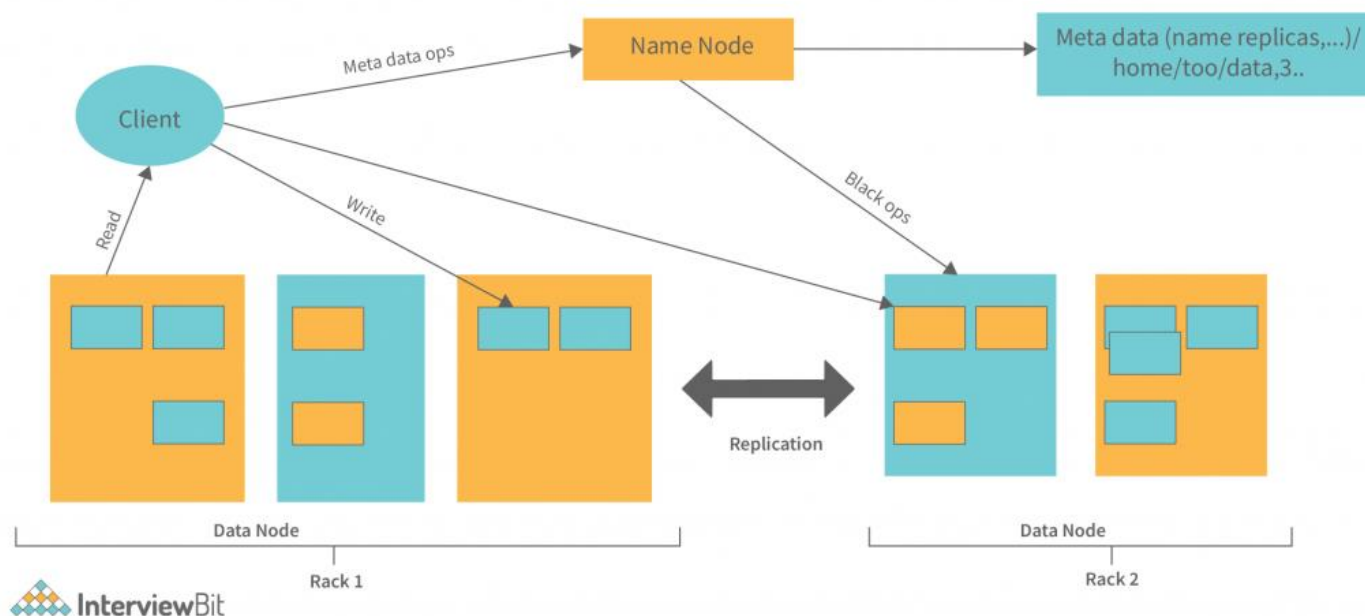 Name Node
Meta data (name replicas,...)/
home/too/data,3..
Meta data ops
Client
Black ops
Read
Write
Replication
Data Node
Data Node
Rack 1
Rack 2
InterviewBit